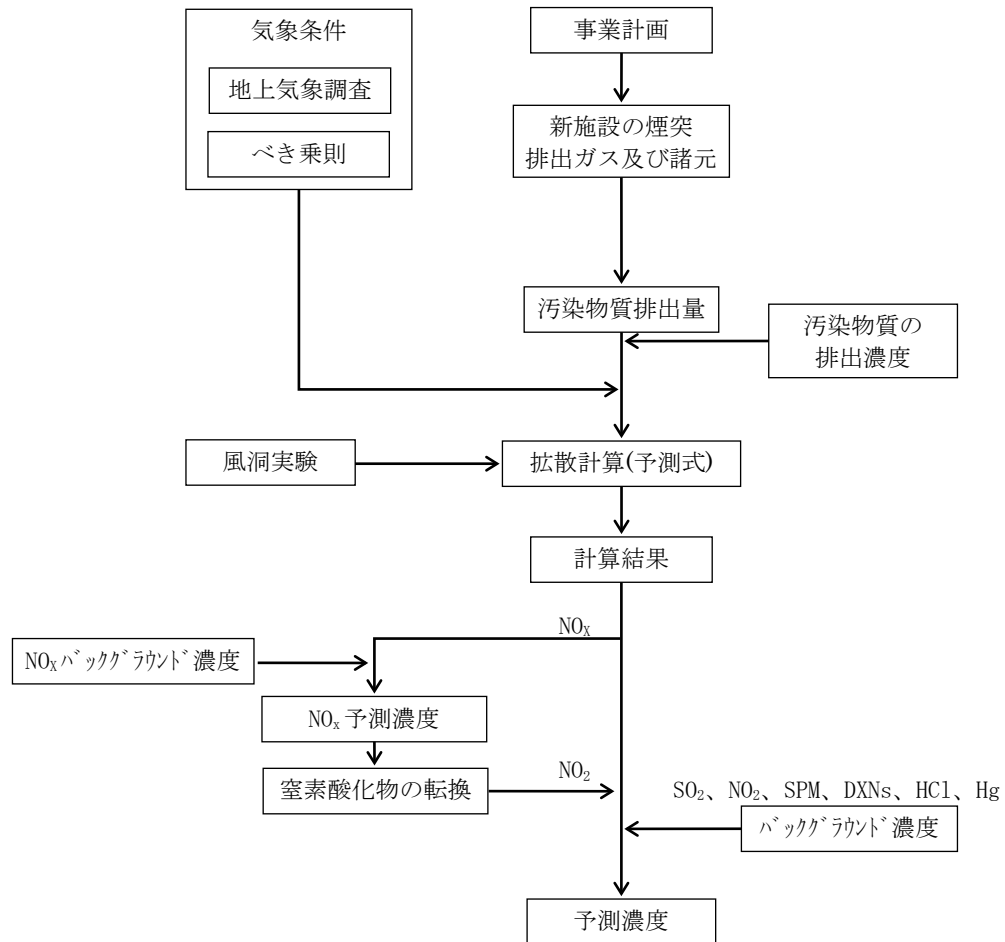 気象条件
地上気象調査
べき乗則
事業計画
新施設の煙突
排出ガス及び諸元
汚染物質排出量
汚染物質の
排出濃度
風洞実験
拡散計算(予測式)
計算結果
NOX
NOXﾊﾞｯｸｸﾞﾗｳﾝﾄﾞ濃度
NOx予測濃度
窒素酸化物の転換
NO2
SO2、NO2、SPM、DXNs、HCl、Hg
ﾊﾞｯｸｸﾞﾗｳﾝﾄﾞ濃度
予測濃度